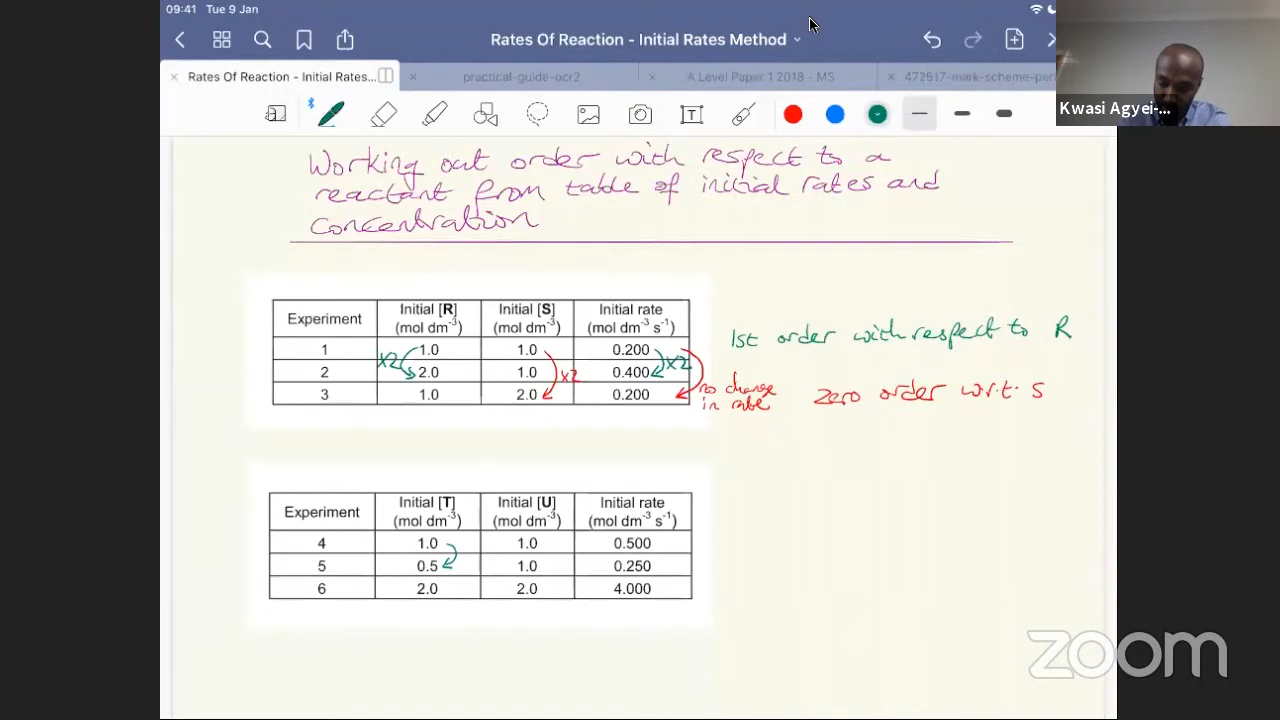 09:41 Tue 9 Jan
Rates Of Reaction - Initial Rates Method
Rates Of Reaction - Initial Rates...
practical-guide-ocr2
A Level Paper 1 2018 - MS
472517-mark-scheme-per
Kwasi Agyei-...
Working out order with respect to a
reactant from table of initial rates and
concentration
Experiment Initial [R] (mol dm-3) Initial [S] (mol dm-3) Initial rate (mol dm-3 s-1)
1 1.0 1.0 0.200
2 2.0 1.0 0.400
3 1.0 2.0 0.200
x2
x2
x2
no change
in rate
1st order with respect to R
zero order w.r.t. S
Experiment Initial [T] (mol dm-3) Initial [U] (mol dm-3) Initial rate (mol dm-3 s-1)
4 1.0 1.0 0.500
5 0.5 1.0 0.250
6 2.0 2.0 4.000
zoom